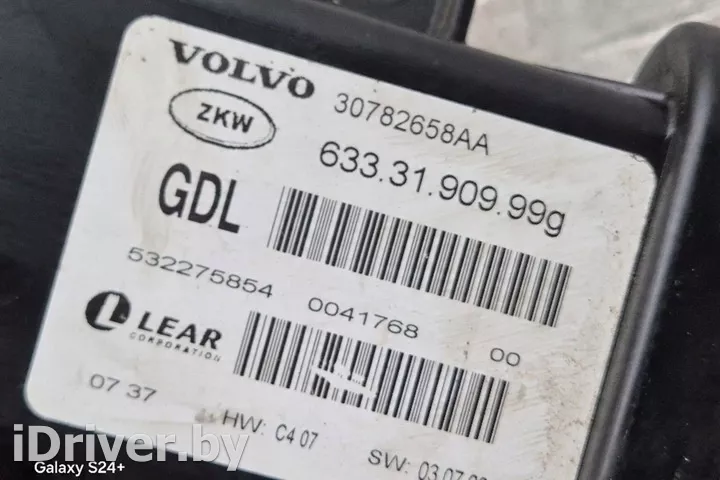 VOLVO 30782658AA
ZKW 633.31.909.99g
GDL
532275854 0041768 00
L LEAR
CORPORATION
07 37 HW: C4 07 SW: 03.07.00
iDriver.by
Galaxy S24+